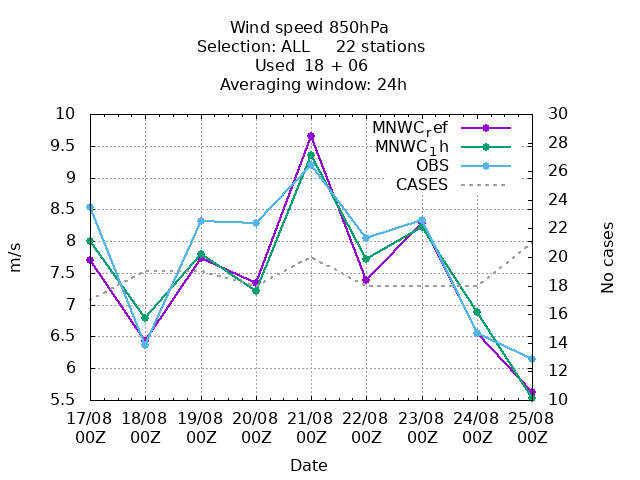 Wind speed 850hPa
Selection: ALL 22 stations
Used 18 + 06
Averaging window: 24h
10 30
9.5 28
9 26
8.5 24
8 22
7.5 20
7 18
6.5 16
6 14
5.5 12
10
MNWC_ref
MNWC_1h
OBS
CASES
m/s
No cases
17/08 18/08 19/08 20/08 21/08 22/08 23/08 24/08 25/08
00Z 00Z 00Z 00Z 00Z 00Z 00Z 00Z 00Z
Date